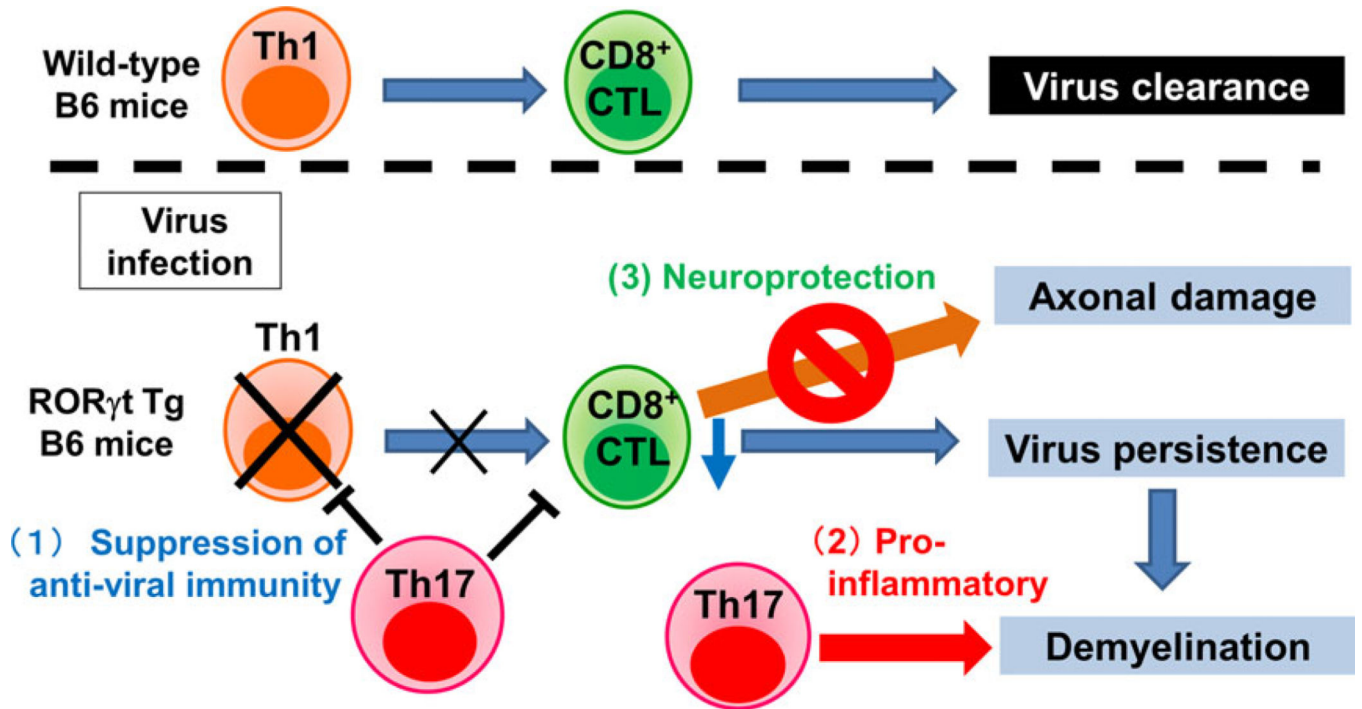 Wild-type
B6 mice
Th1
CD8+
CTL
Virus clearance
Virus
infection
(3) Neuroprotection
Axonal damage
Th1
RORγt Tg
B6 mice
CD8+
CTL
Virus persistence
(1) Suppression of
anti-viral immunity
Th17
(2) Pro-
inflammatory
Th17
Demyelination